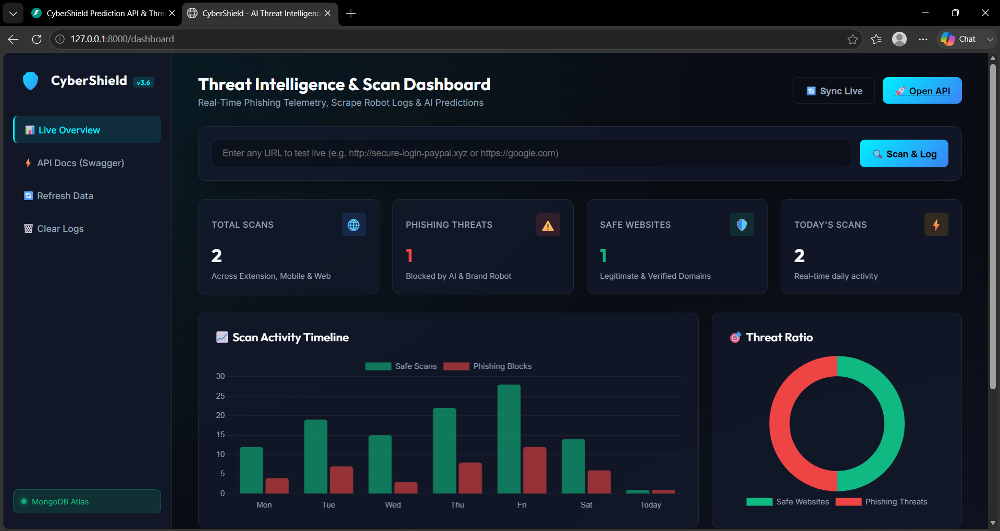 CyberShield Prediction API & Thre
CyberShield - AI Threat Intelligence
127.0.0.1:8000/dashboard
Chat
CyberShield v3.6
Live Overview
API Docs (Swagger)
Refresh Data
Clear Logs
MongoDB Atlas
Threat Intelligence & Scan Dashboard
Real-Time Phishing Telemetry, Scrape Robot Logs & AI Predictions
Sync Live
Open API
Enter any URL to test live (e.g. http://secure-login-paypal.xyz or https://google.com)
Scan & Log
TOTAL SCANS
2
Across Extension, Mobile & Web
PHISHING THREATS
1
Blocked by AI & Brand Robot
SAFE WEBSITES
1
Legitimate & Verified Domains
TODAY'S SCANS
2
Real-time daily activity
Scan Activity Timeline
Safe Scans Phishing Blocks
30
25
20
15
10
5
0
Mon Tue Wed Thu Fri Sat Today
Threat Ratio
Safe Websites Phishing Threats